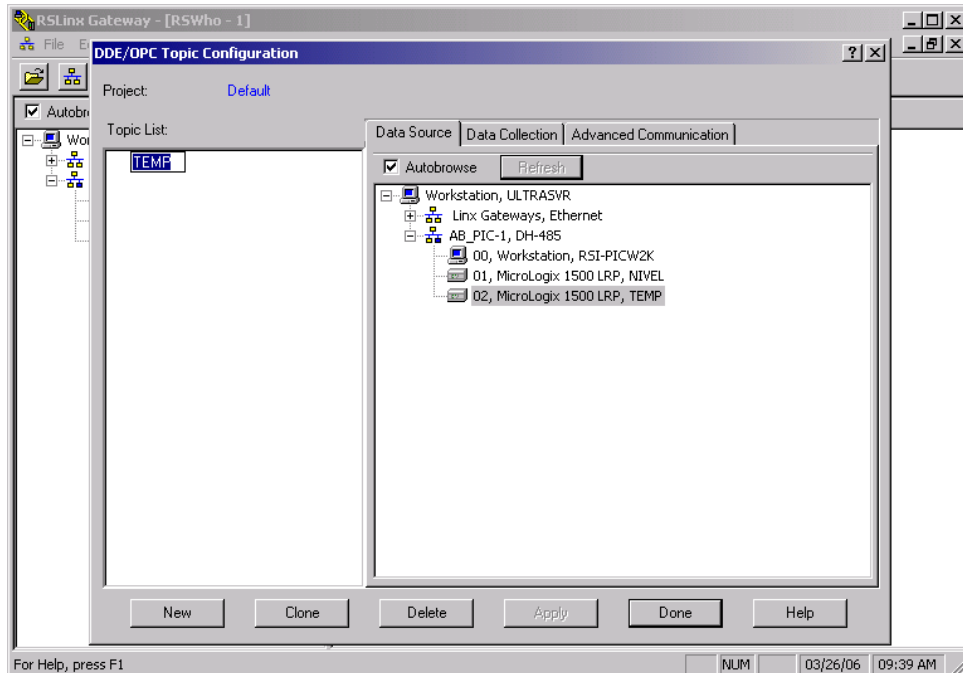 RSLinx Gateway - [RSWho - 1]
File
DDE/OPC Topic Configuration
Project: Default
Autobr
Topic List:
Data Source Data Collection Advanced Communication
Wor
TEMP
Autobrowse Refresh
Workstation, ULTRASVR
Linx Gateways, Ethernet
AB_PIC-1, DH-485
00, Workstation, RSI-PICW2K
01, MicroLogix 1500 LRP, NIVEL
02, MicroLogix 1500 LRP, TEMP
New Clone Delete Apply Done Help
For Help, press F1 NUM 03/26/06 09:39 AM